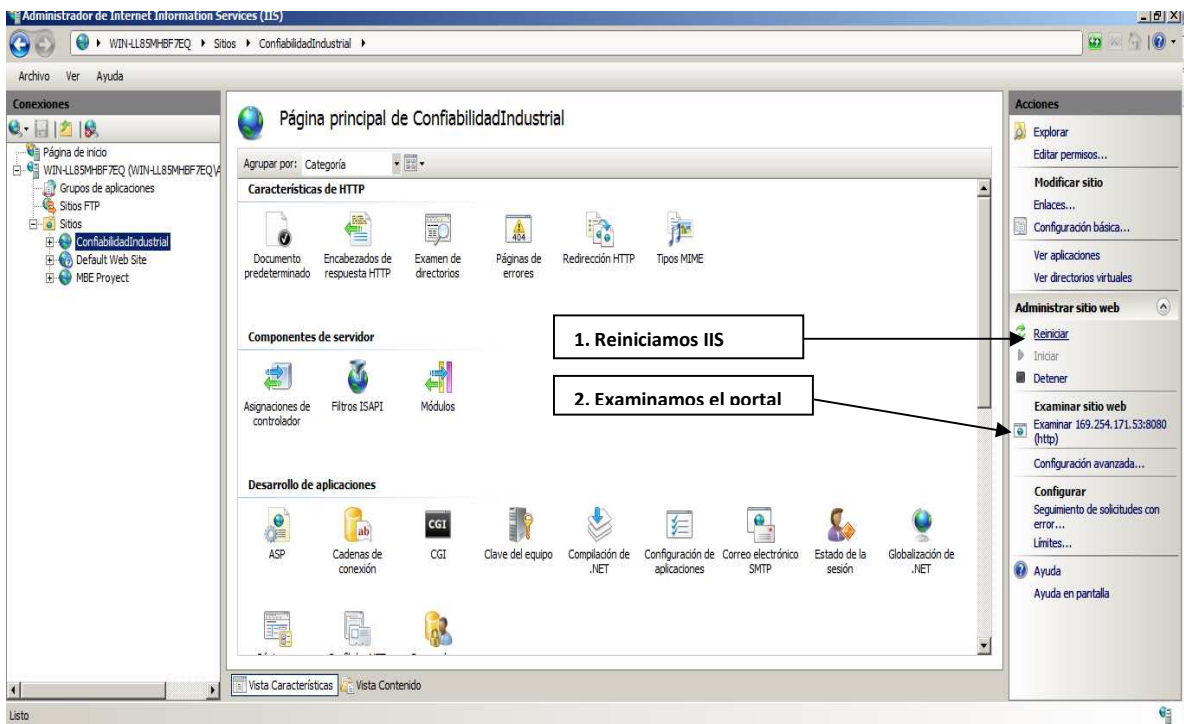 Administrador de Internet Information Services (IIS)
WIN-LL85MHBF7EQ
Sitios
ConfiabilidadIndustrial
Archivo Ver Ayuda
Conexiones
Página de inicio
WIN-LL85MHBF7EQ (WIN-LL85MHBF7EQ\A
Grupos de aplicaciones
Sitios FTP
Sitios
ConfiabilidadIndustrial
Default Web Site
MBE Proyect
Página principal de ConfiabilidadIndustrial
Agrupar por: Categoría
Características de HTTP
Documento predeterminado
Encabezados de respuesta HTTP
Examen de directorios
404
Páginas de errores
Redirección HTTP
Tipos MIME
Componentes de servidor
Asignaciones de controlador
Filtros ISAPI
Módulos
Desarrollo de aplicaciones
ASP
ab
Cadenas de conexión
CGI
CGI
Clave del equipo
Compilación de .NET
Configuración de aplicaciones
Correo electrónico SMTP
Estado de la sesión
Globalización de .NET
Vista Características
Vista Contenido
1. Reiniciamos IIS
2. Examinamos el portal
Acciones
Explorar
Editar permisos...
Modificar sitio
Enlaces...
Configuración básica...
Ver aplicaciones
Ver directorios virtuales
Administrar sitio web
Reiniciar
Iniciar
Detener
Examinar sitio web
Examinar 169.254.171.53:8080
(http)
Configuración avanzada...
Configurar
Seguimiento de solicitudes con
error...
Límites...
Ayuda
Ayuda en pantalla
Listo